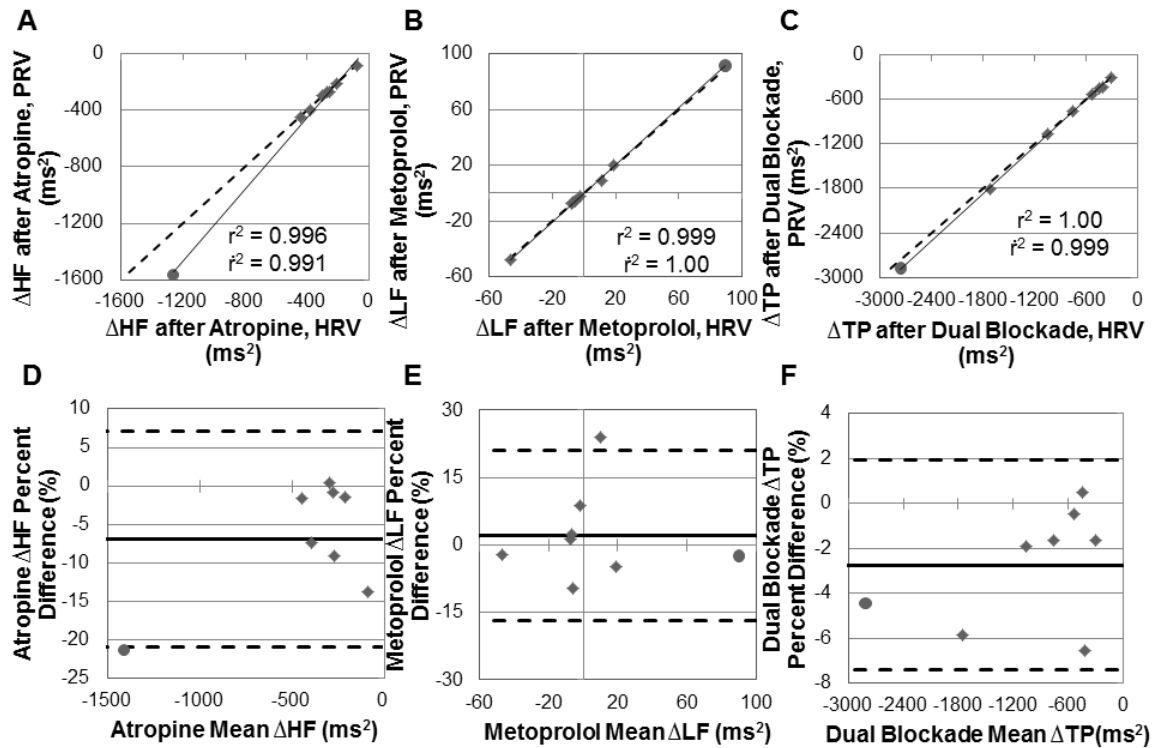 A
ΔHF after Atropine, PRV
(ms²)
-1600 -1200 -800 -400 0
0
-400
-800
-1200
-1600
r² = 0.996
ṙ² = 0.991
ΔHF after Atropine, HRV
(ms²)
B
ΔLF after Metoprolol, PRV
(ms²)
100
60
20
-20
-60
r² = 0.999
ṙ² = 1.00
-60 -20 20 60 100
ΔLF after Metoprolol, HRV
(ms²)
C
ΔTP after Dual Blockade,
PRV (ms²)
0
-600
-1200
-1800
-2400
-3000
r² = 1.00
ṙ² = 0.999
-3000 -2400 -1800 -1200 -600 0
ΔTP after Dual Blockade, HRV
(ms²)
D
Atropine ΔHF Percent
Difference (%)
10
5
0
-5
-10
-15
-20
-25
-1500 -1000 -500 0
Atropine Mean ΔHF (ms²)
E
Metoprolol ΔLF Percent
Difference (%)
30
15
0
-15
-30
-60 -20 20 60 100
Metoprolol Mean ΔLF (ms²)
F
Dual Blockade ΔTP
Percent Difference (%)
4
2
0
-2
-4
-6
-8
-3000 -2400 -1800 -1200 -600 0
Dual Blockade Mean ΔTP(ms²)